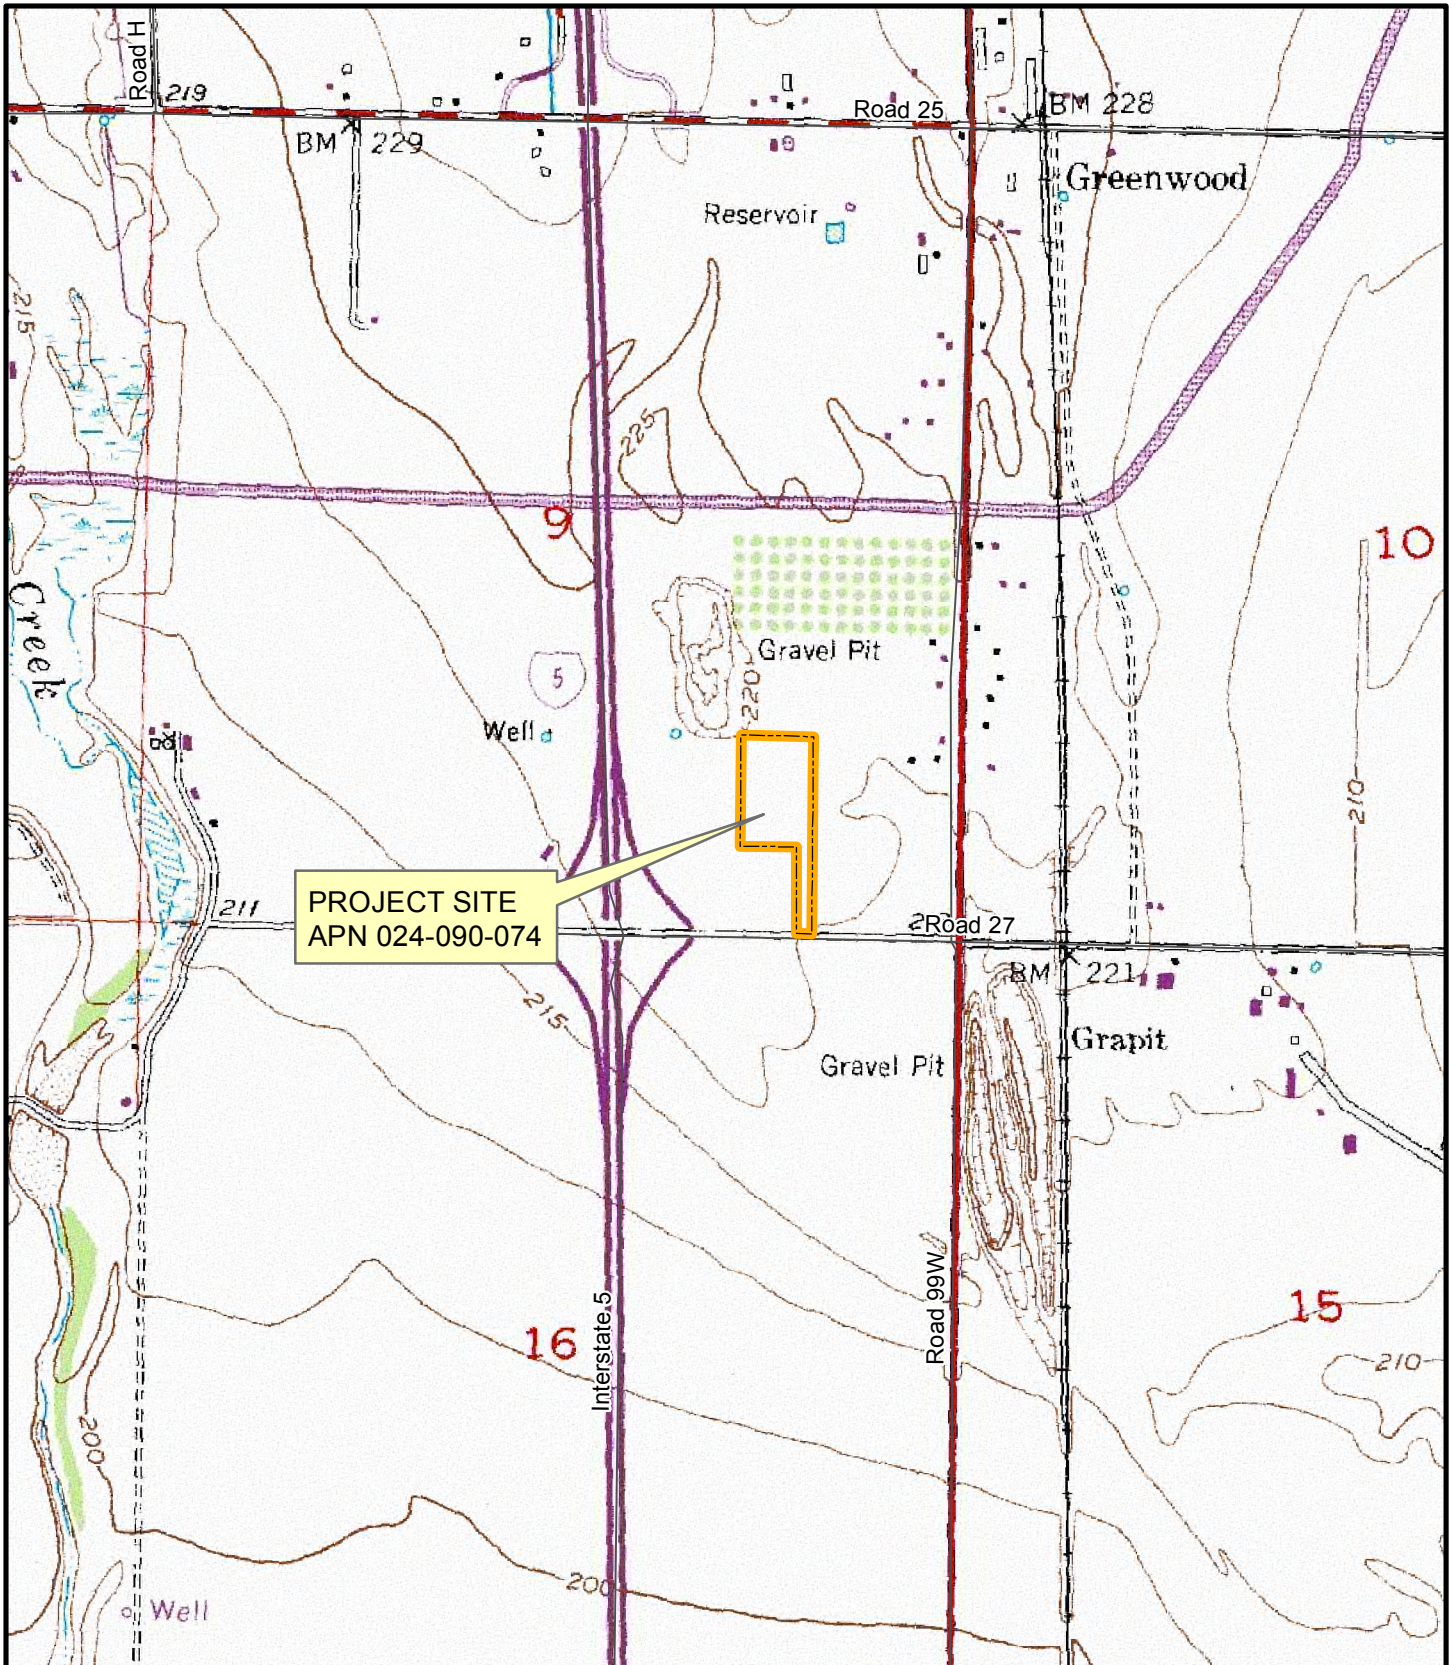 Road H
219
BM 229
Road 25
BM 228
Greenwood
Reservoir
215
225
9
10
Creek
Gravel Pit
5
220
Well
210
PROJECT SITE
APN 024-090-074
211
Road 27
BM 221
215
Grapit
Gravel Pit
Road 99W
Interstate 5
16
15
210
200
200
Well